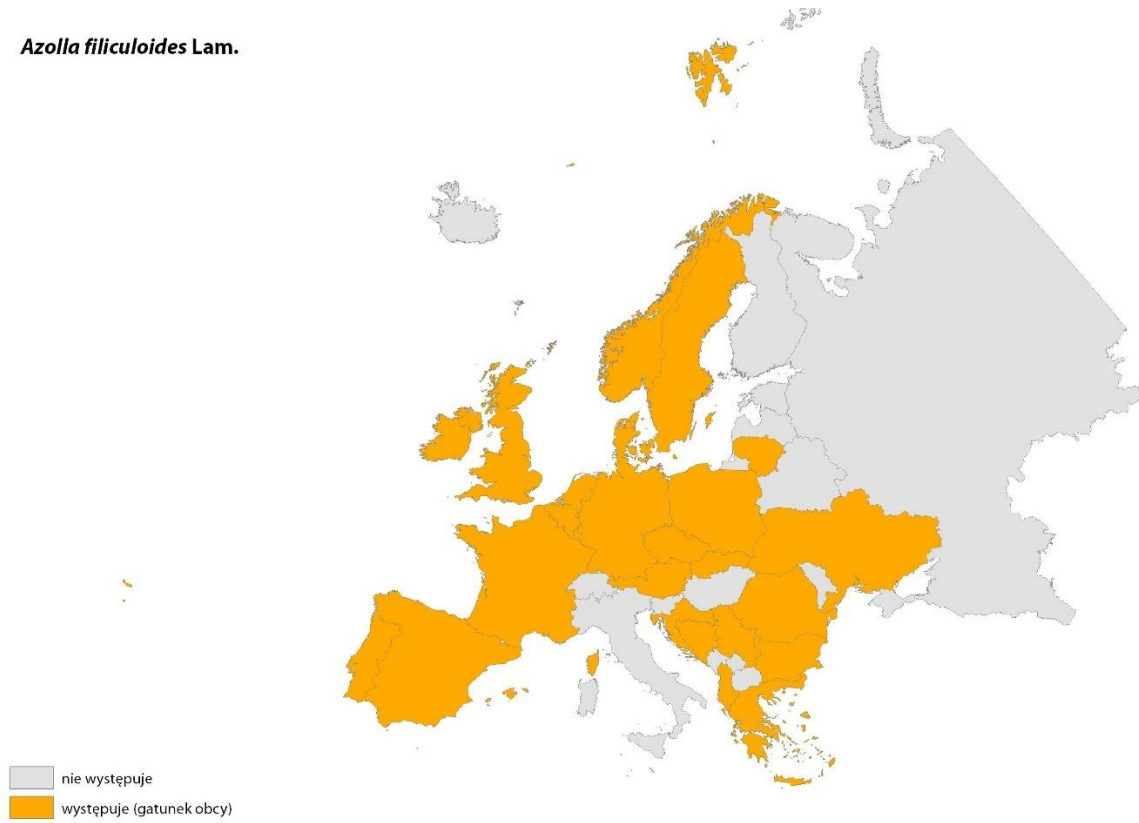 Azolla filiculoides Lam.
nie występuje
występuje (gatunek obcy)